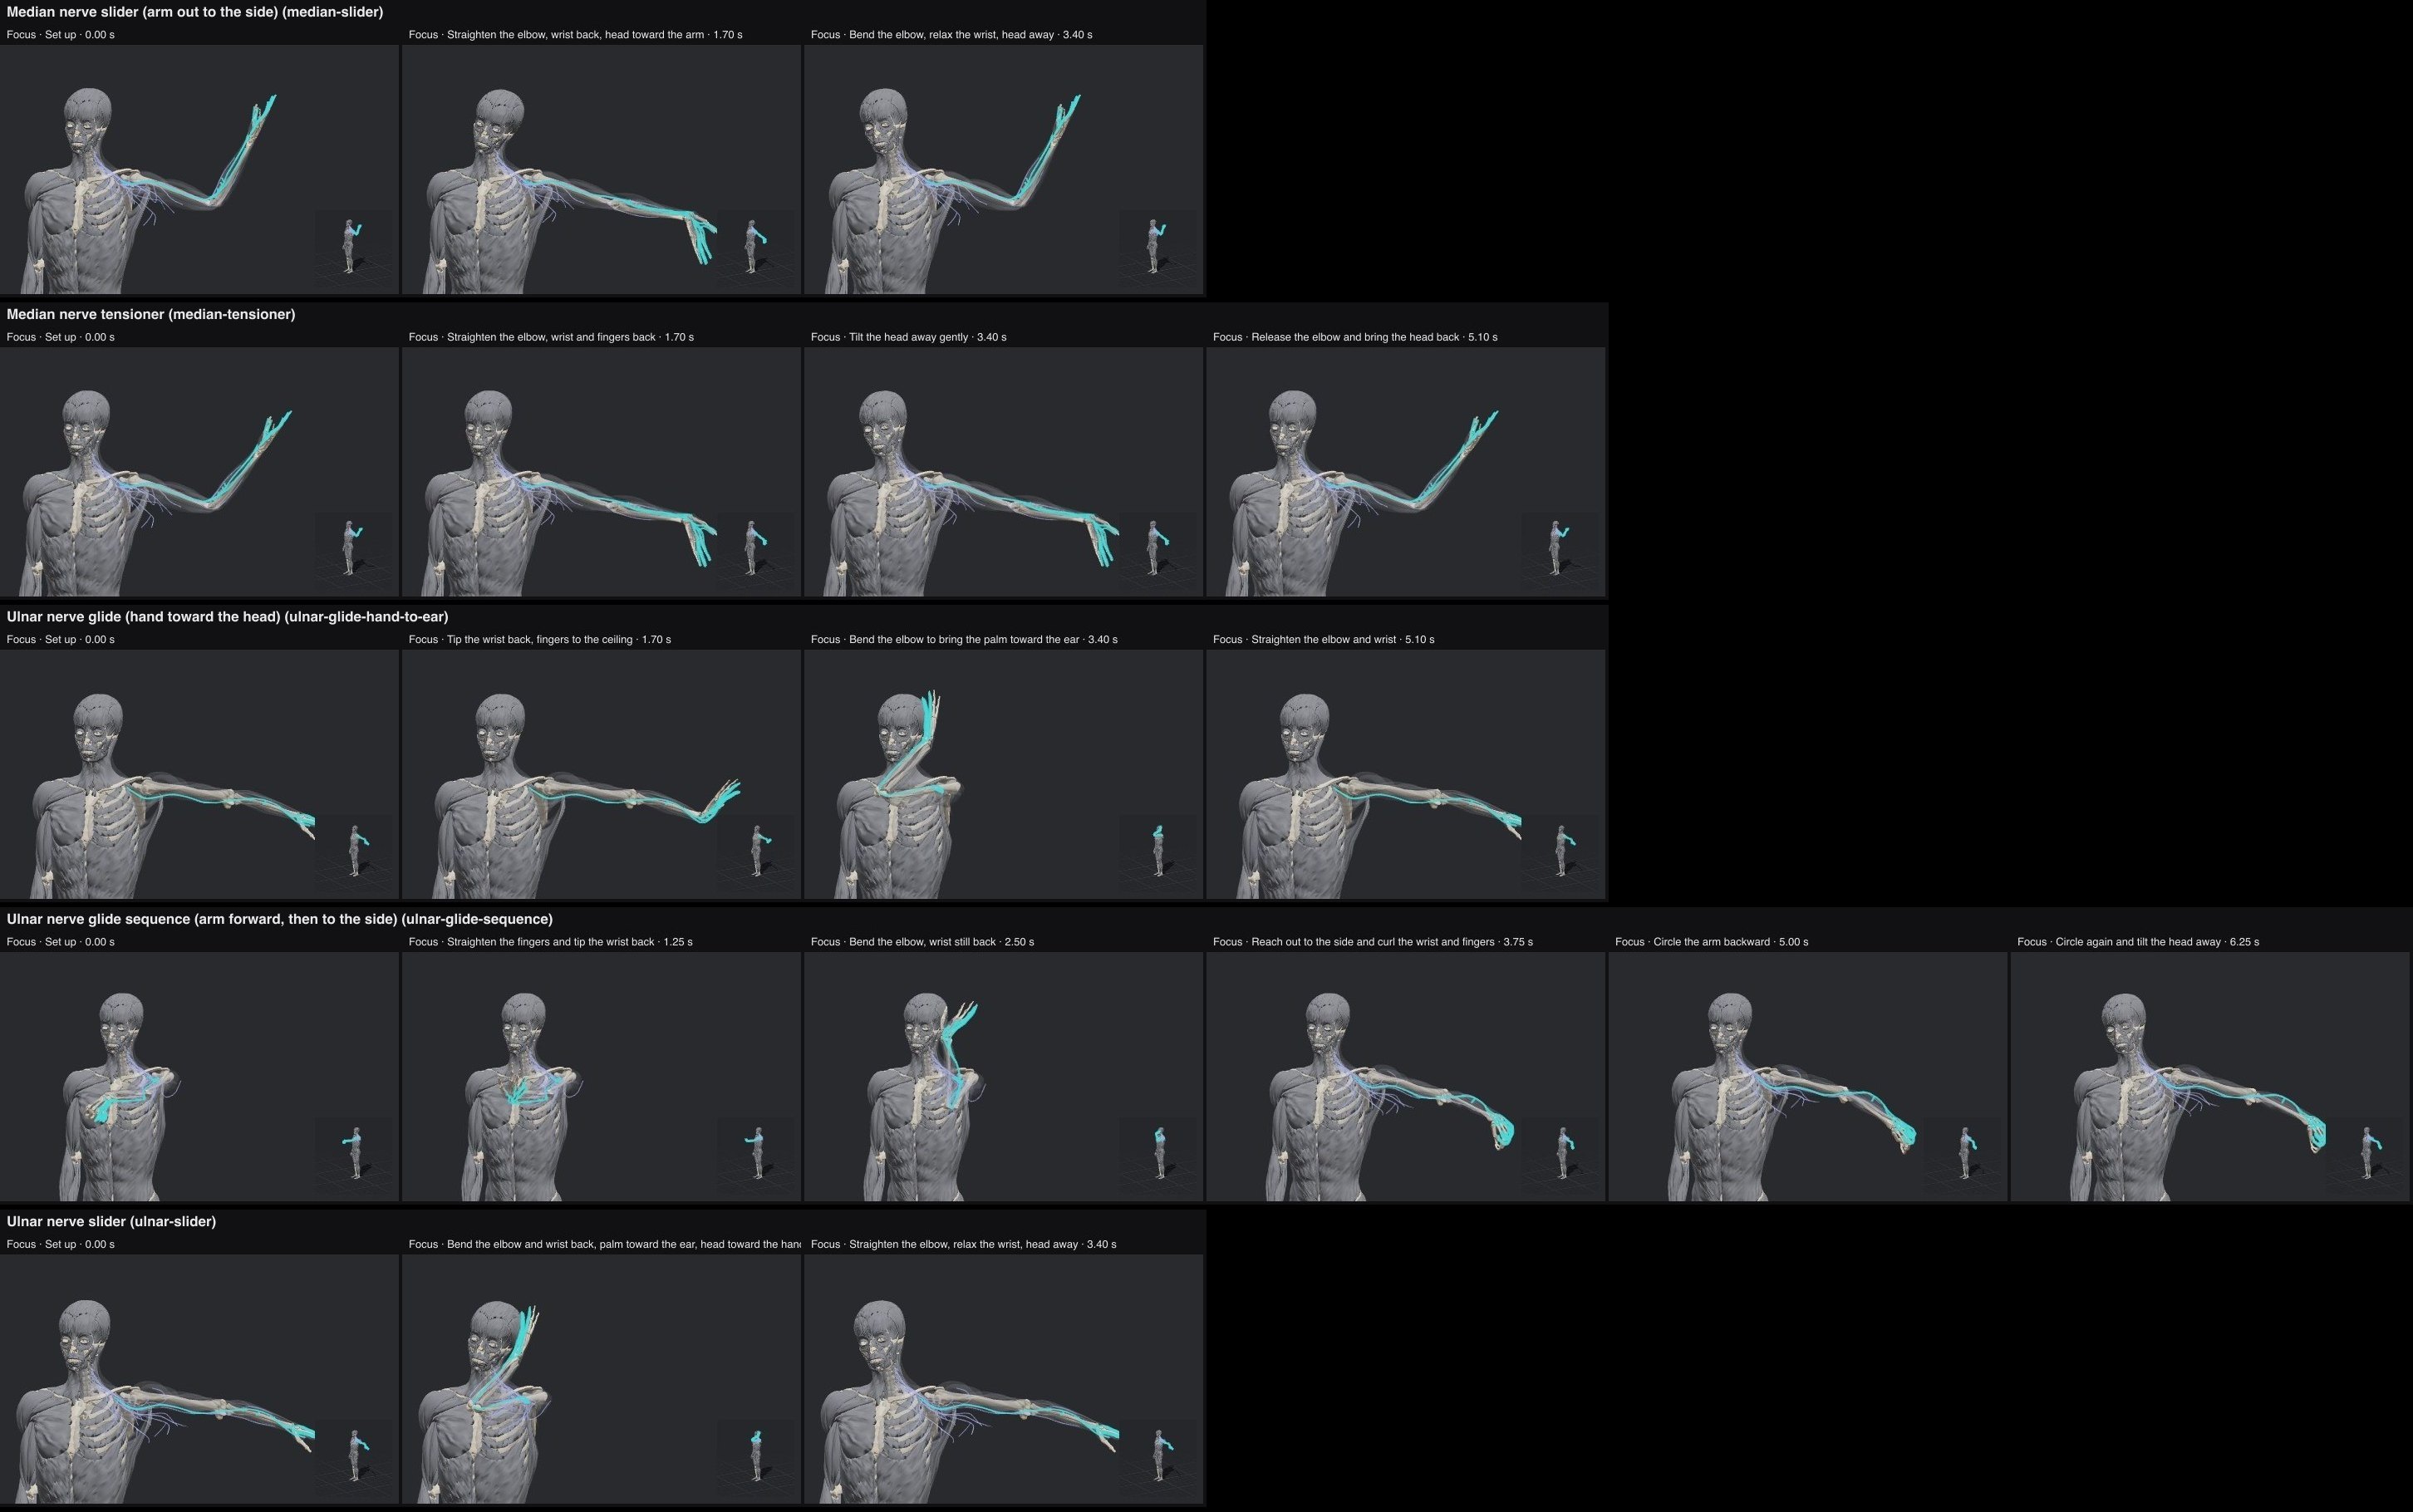 Median nerve slider (arm out to the side) (median-slider)
Focus · Set up · 0.00 s
Focus · Straighten the elbow, wrist back, head toward the arm · 1.70 s
Focus · Bend the elbow, relax the wrist, head away · 3.40 s
Median nerve tensioner (median-tensioner)
Focus · Set up · 0.00 s
Focus · Straighten the elbow, wrist and fingers back · 1.70 s
Focus · Tilt the head away gently · 3.40 s
Focus · Release the elbow and bring the head back · 5.10 s
Ulnar nerve glide (hand toward the head) (ulnar-glide-hand-to-ear)
Focus · Set up · 0.00 s
Focus · Tip the wrist back, fingers to the ceiling · 1.70 s
Focus · Bend the elbow to bring the palm toward the ear · 3.40 s
Focus · Straighten the elbow and wrist · 5.10 s
Ulnar nerve glide sequence (arm forward, then to the side) (ulnar-glide-sequence)
Focus · Set up · 0.00 s
Focus · Straighten the fingers and tip the wrist back · 1.25 s
Focus · Bend the elbow, wrist still back · 2.50 s
Focus · Reach out to the side and curl the wrist and fingers · 3.75 s
Focus · Circle the arm backward · 5.00 s
Focus · Circle again and tilt the head away · 6.25 s
Ulnar nerve slider (ulnar-slider)
Focus · Set up · 0.00 s
Focus · Bend the elbow and wrist back, palm toward the ear, head toward the hand
Focus · Straighten the elbow, relax the wrist, head away · 3.40 s